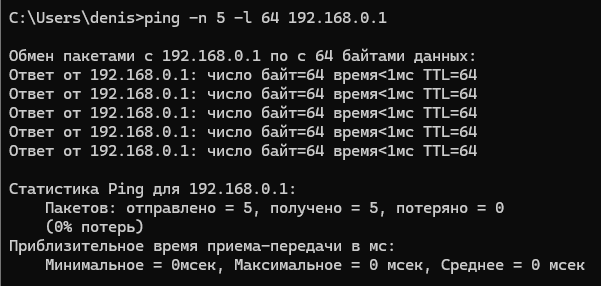 C:\Users\denis>ping -n 5 -l 64 192.168.0.1
Обмен пакетами с 192.168.0.1 по с 64 байтами данных:
Ответ от 192.168.0.1: число байт=64 время<1мс TTL=64
Ответ от 192.168.0.1: число байт=64 время<1мс TTL=64
Ответ от 192.168.0.1: число байт=64 время<1мс TTL=64
Ответ от 192.168.0.1: число байт=64 время<1мс TTL=64
Ответ от 192.168.0.1: число байт=64 время<1мс TTL=64
Статистика Ping для 192.168.0.1:
Пакетов: отправлено = 5, получено = 5, потеряно = 0
(0% потерь)
Приблизительное время приема-передачи в мс:
Минимальное = 0мсек, Максимальное = 0 мсек, Среднее = 0 мсек